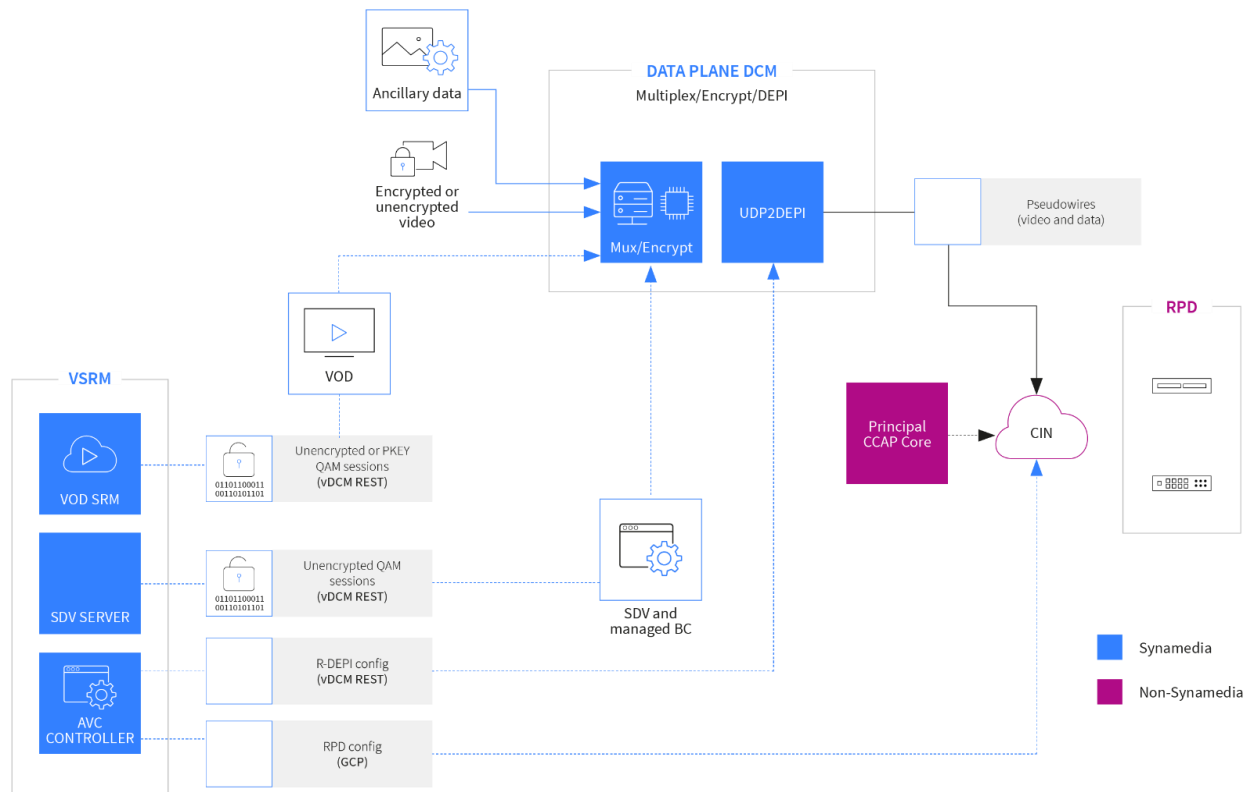 Ancillary data
DATA PLANE DCM
Multiplex/Encrypt/DEPI
Encrypted or
unencrypted
video
Mux/Encrypt
UDP2DEPI
Pseudowires
(video and data)
RPD
VOD
VSRM
VOD SRM
01101100011
00110101101
Unencrypted or PKEY
QAM sessions
(vDCM REST)
Principal
CCAP Core
CIN
SDV SERVER
01101100011
00110101101
Unencrypted QAM
sessions
(vDCM REST)
SDV and
managed BC
AVC
CONTROLLER
R-DEPI config
(vDCM REST)
RPD config
(GCP)
Synamedia
Non-Synamedia